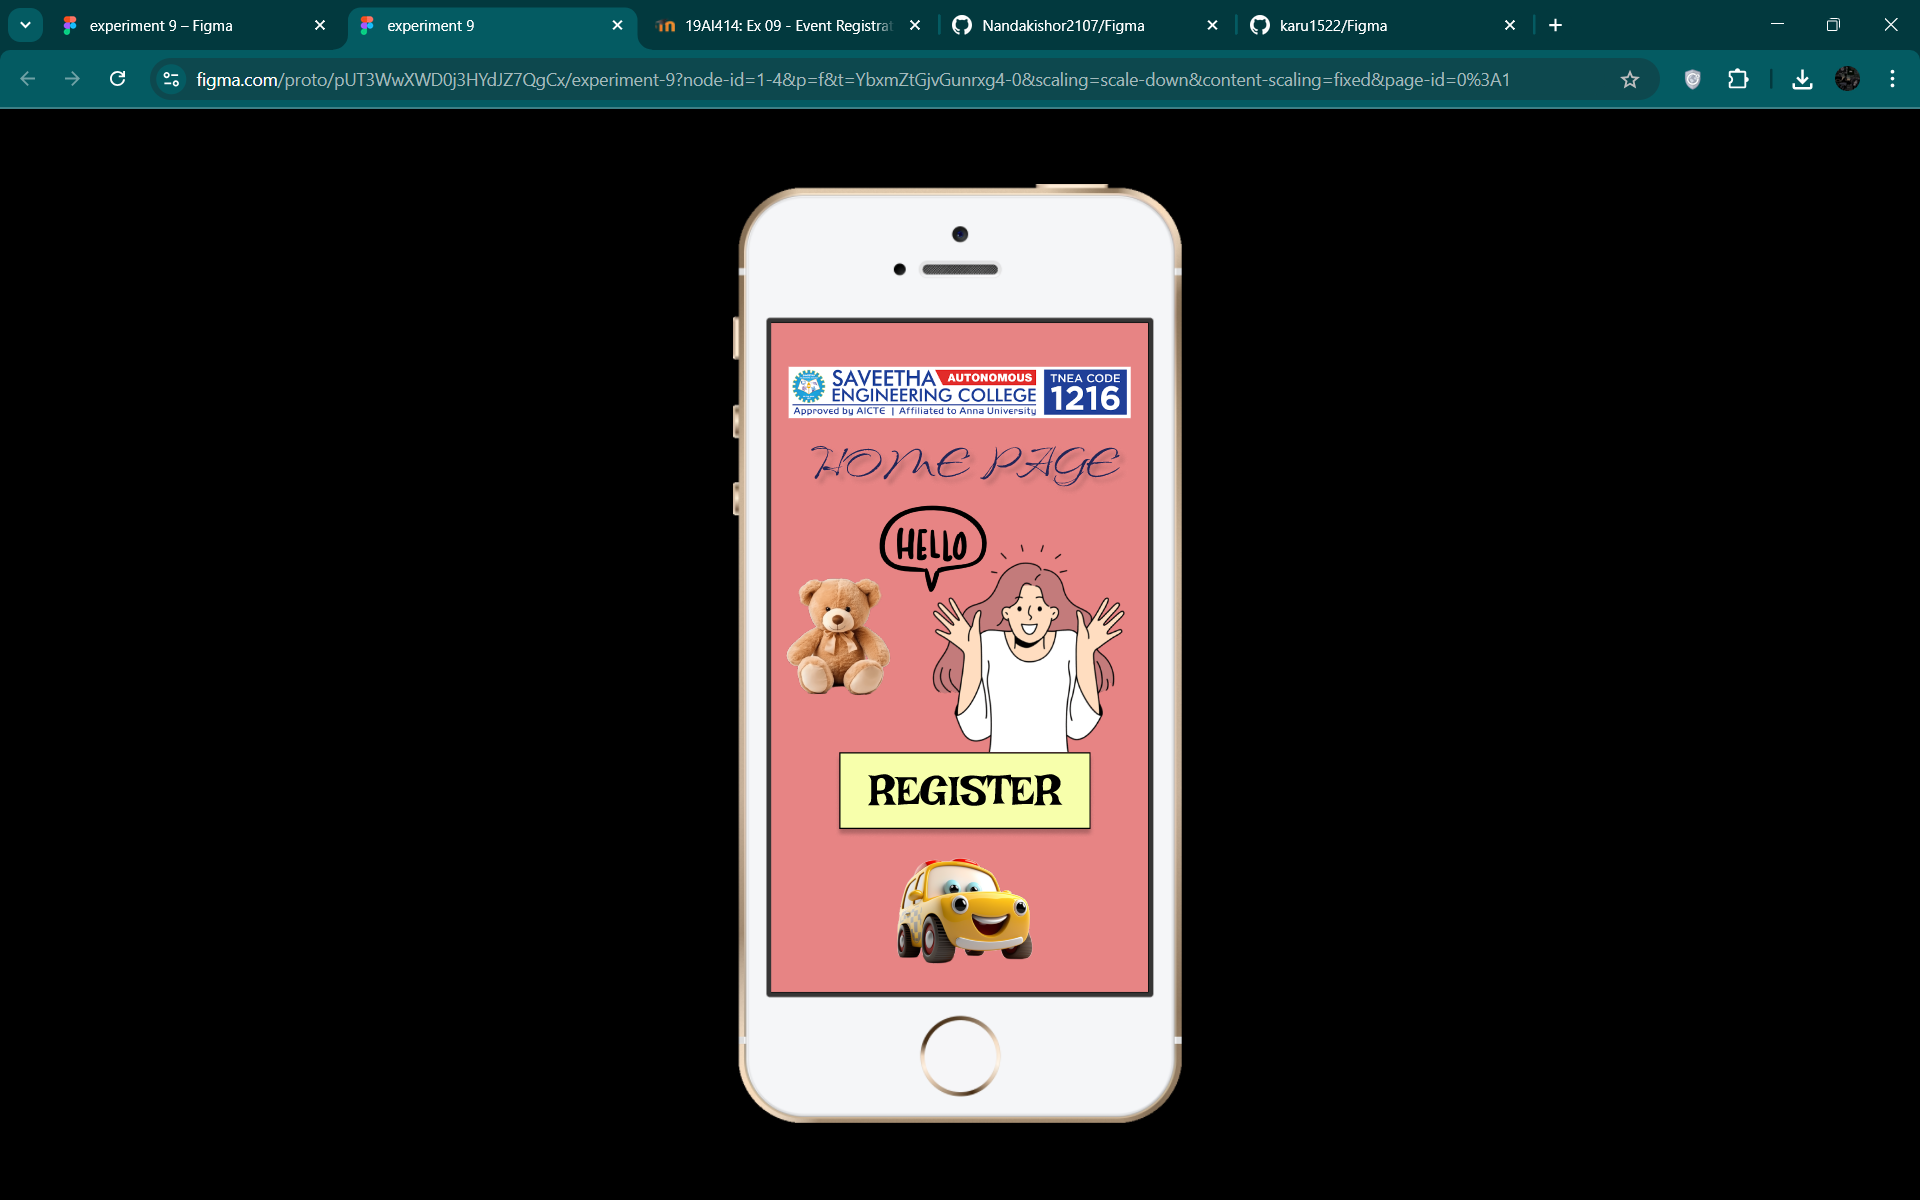 experiment 9 – Figma
experiment 9
19AI414: Ex 09 - Event Registrat
Nandakishor2107/Figma
karu1522/Figma
figma.com/proto/pUT3WwXWD0j3HYdJZ7QgCx/experiment-9?node-id=1-4&p=f&t=YbxmZtGjvGunrxg4-0&scaling=scale-down&content-scaling=fixed&page-id=0%3A1
SAVEETHA AUTONOMOUS
ENGINEERING COLLEGE
Approved by AICTE | Affiliated to Anna University
TNEA CODE
1216
HOME PAGE
HELLO
REGISTER